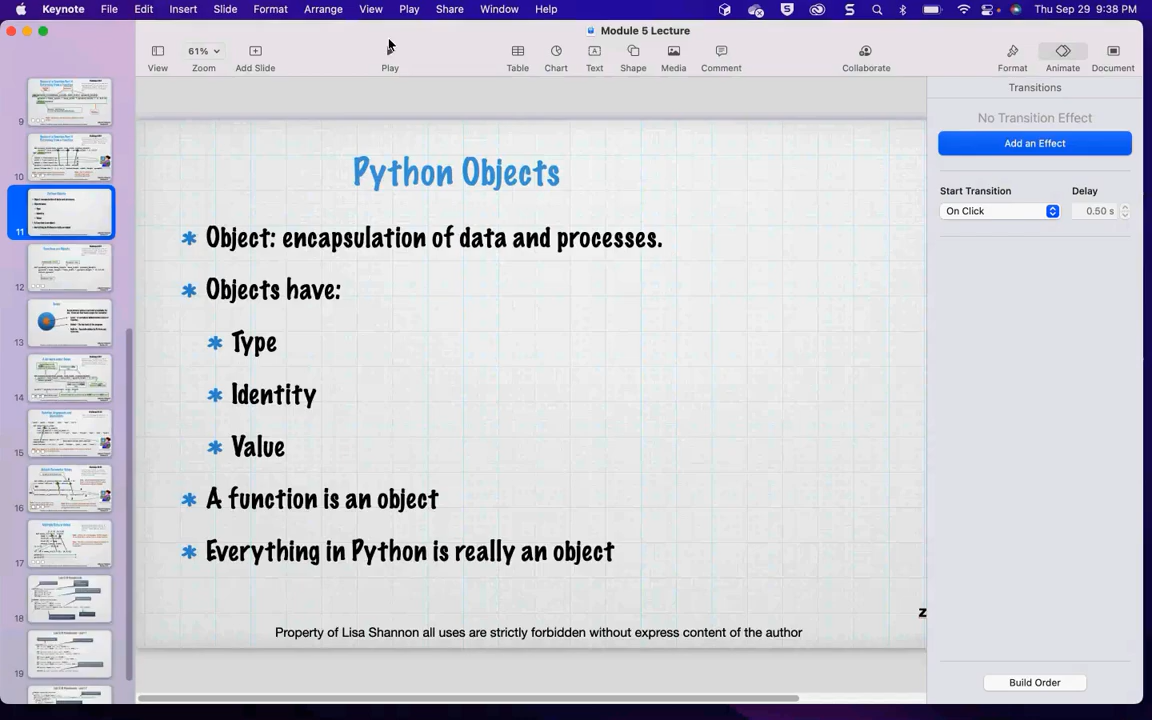 Keynote File Edit Insert Slide Format Arrange View Play Share Window Help Thu Sep 29 9:38 PM
Module 5 Lecture
61%
View Zoom Add Slide Play Table Chart Text Shape Media Comment Collaborate Format Animate Document
Transitions
No Transition Effect
Add an Effect
Start Transition Delay
On Click 0.50 s
9
10
11
12
13
14
15
16
17
18
19
Python Objects
Object: encapsulation of data and processes.
Objects have:
Type
Identity
Value
A function is an object
Everything in Python is really an object
z
Property of Lisa Shannon all uses are strictly forbidden without express content of the author
Build Order